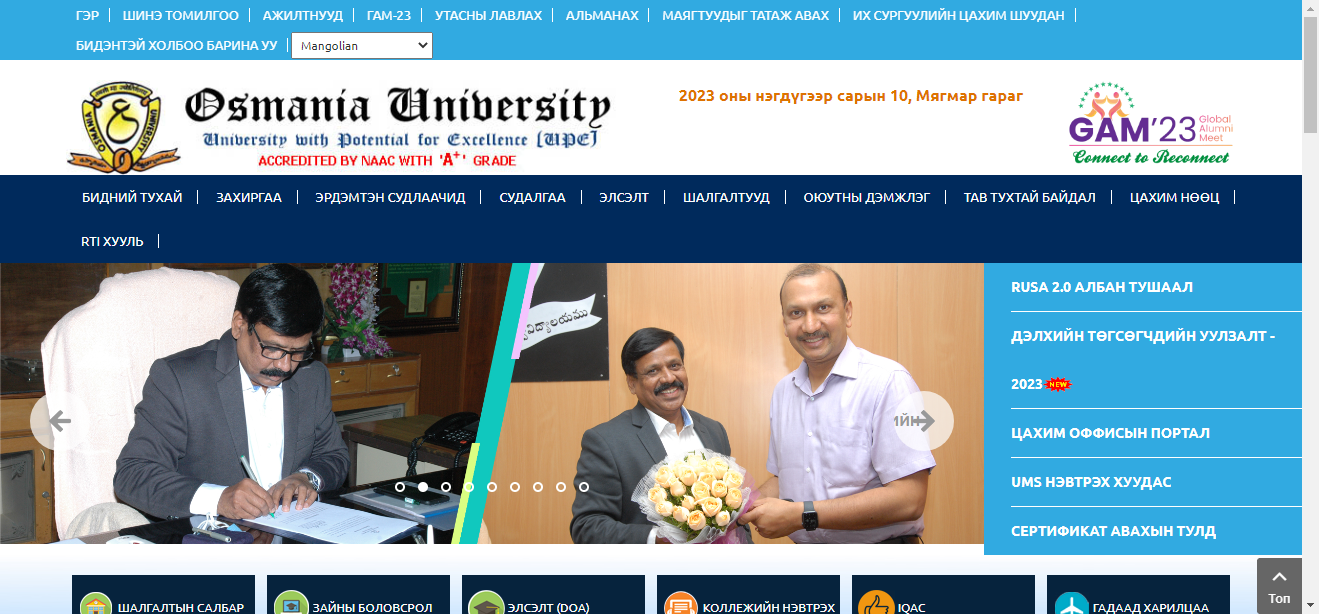 ГЭР ШИНЭ ТОМИЛГОО АЖИЛТНУУД ГАМ-23 УТАСНЫ ЛАВЛАХ АЛЬМАНАХ МАЯГТУУДЫГ ТАТАЖ АВАХ ИХ СУРГУУЛИЙН ЦАХИМ ШУУДАН
БИДЭНТЭЙ ХОЛБОО БАРИНА УУ Mangolian
Osmania University
University with Potential for Excellence [UPE]
ACCREDITED BY NAAC WITH 'A+' GRADE
2023 оны нэгдүгээр сарын 10, Мягмар гараг
GAM'23 Global Alumni Meet
Connect to Reconnect
БИДНИЙ ТУХАЙ ЗАХИРГАА ЭРДЭМТЭН СУДЛААЧИД СУДАЛГАА ЭЛСЭЛТ ШАЛГАЛТУУД ОЮУТНЫ ДЭМЖЛЭГ ТАВ ТУХТАЙ БАЙДАЛ ЦАХИМ НӨӨЦ
RTI ХУУЛЬ
RUSA 2.0 АЛБАН ТУШААЛ
ДЭЛХИЙН ТӨГСӨГЧДИЙН УУЛЗАЛТ -
2023 NEW
ЦАХИМ ОФФИСЫН ПОРТАЛ
UMS НЭВТРЭХ ХУУДАС
СЕРТИФИКАТ АВАХЫН ТУЛД
Топ
ШАЛГАЛТЫН САЛБАР ЗАЙНЫ БОЛОВСРОЛ ЭЛСЭЛТ (DOA) КОЛЛЕЖИЙН НЭВТРЭХ IQAC ГАДААД ХАРИЛЦАА